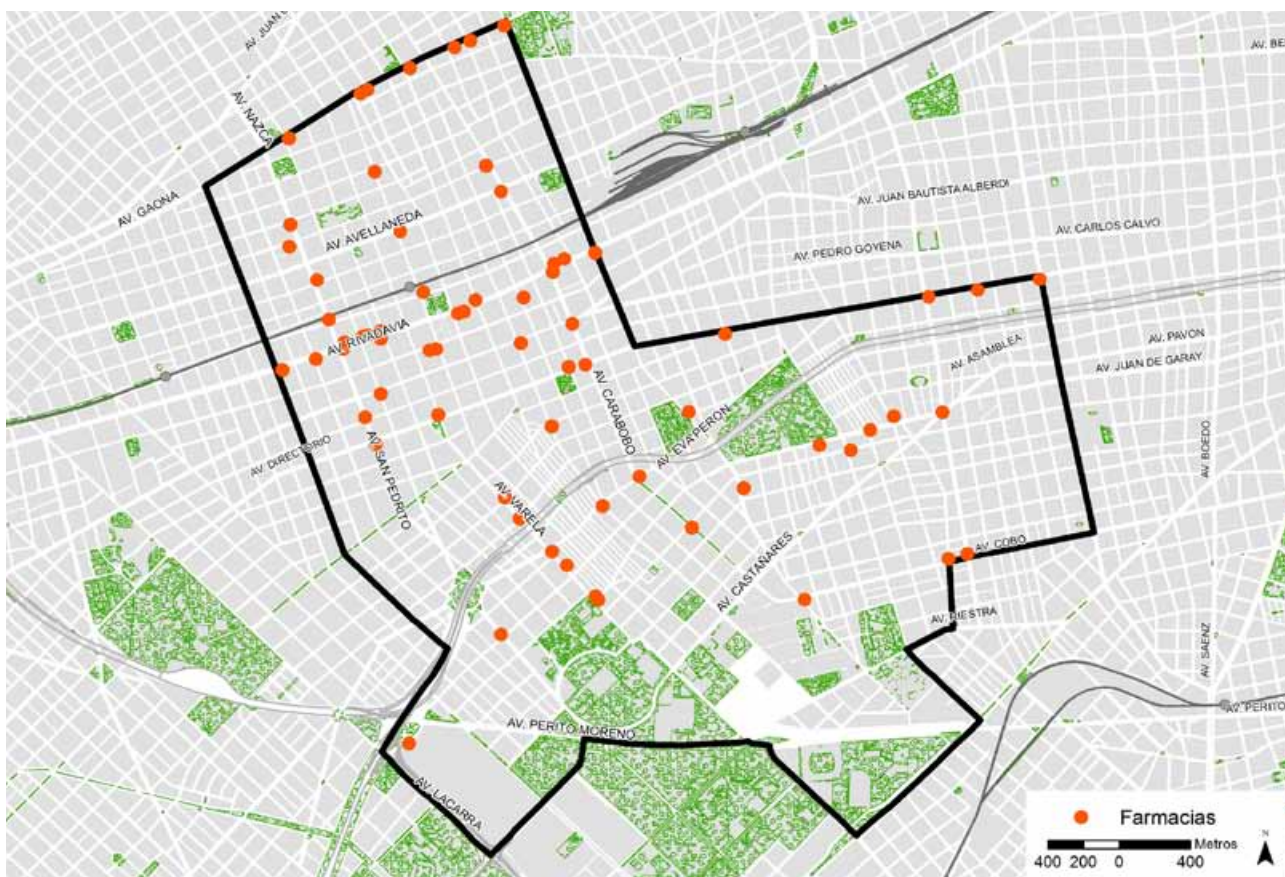 AV. JUAN
AV. BE
AV. NAZCA
AV. GAONA
AV. JUAN BAUTISTA ALBERDI
AV. AVELLANEDA
AV. CARLOS CALVO
AV. PEDRO GOYENA
AV. RIVADAVIA
AV. PAVON
AV. ASAMBLEA
AV. JUAN DE GARAY
AV. CARABOBO
AV. EVA PERON
AV. BOEDO
AV. DIRECTORIO
AV. SAN PEDRITO
AV. VARELA
AV. COBO
AV. CASTAÑARES
AV. RIESTRA
AV. SAENZ
AV. PERITO
AV. PERITO MORENO
AV. LACARRA
Farmacias
Metros
400 200 0 400
N